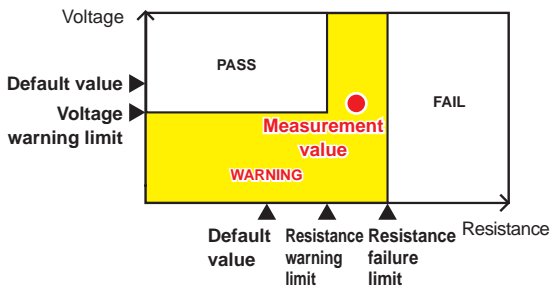 Voltage
PASS
Default value
FAIL
Voltage
warning limit
Measurement
value
WARNING
Default
value
Resistance
warning
limit
Resistance
failure
limit
Resistance